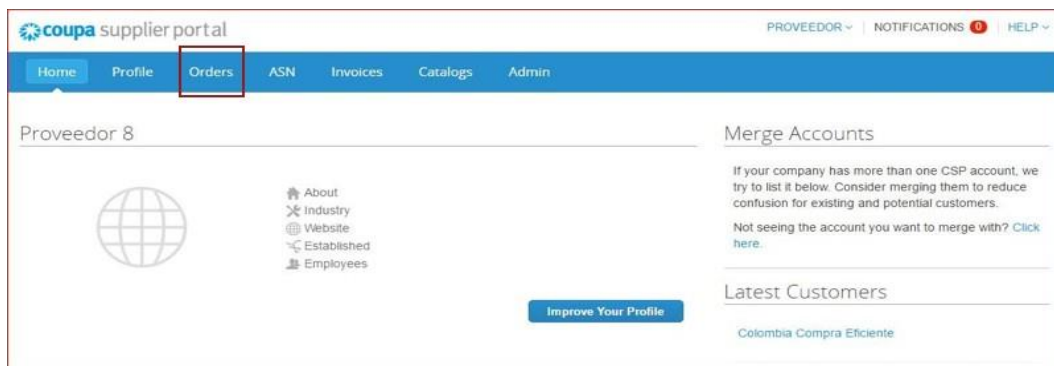 coupa supplier portal
PROVEEDOR NOTIFICATIONS 0 HELP
Home Profile Orders ASN Invoices Catalogs Admin
Proveedor 8
About
Industry
Website
Established
Employees
Improve Your Profile
Merge Accounts
If your company has more than one CSP account, we
try to list it below. Consider merging them to reduce
confusion for existing and potential customers.
Not seeing the account you want to merge with? Click
here.
Latest Customers
Colombia Compra Eficiente